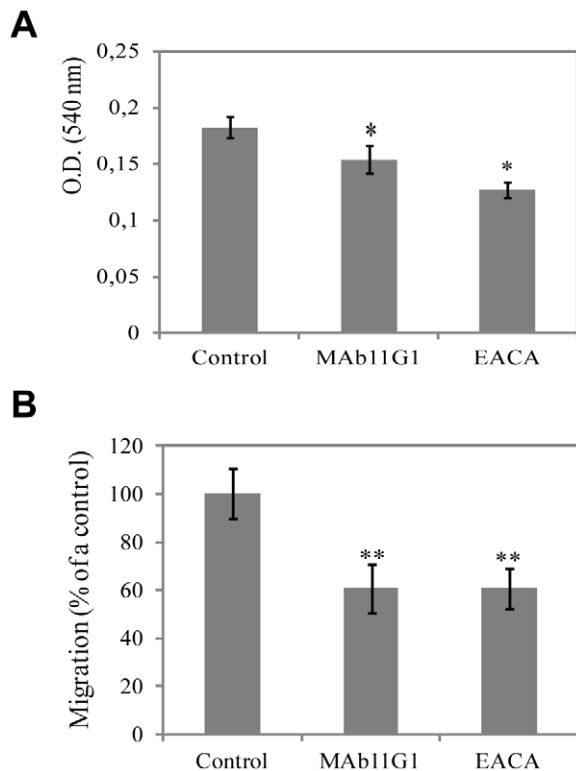 A
O.D. (540 nm)
0,25
0,2
0,15
0,1
0,05
0
* *
Control MAb11G1 EACA
B
Migration (% of a control)
120
100
80
60
40
20
0
** **
Control MAb11G1 EACA